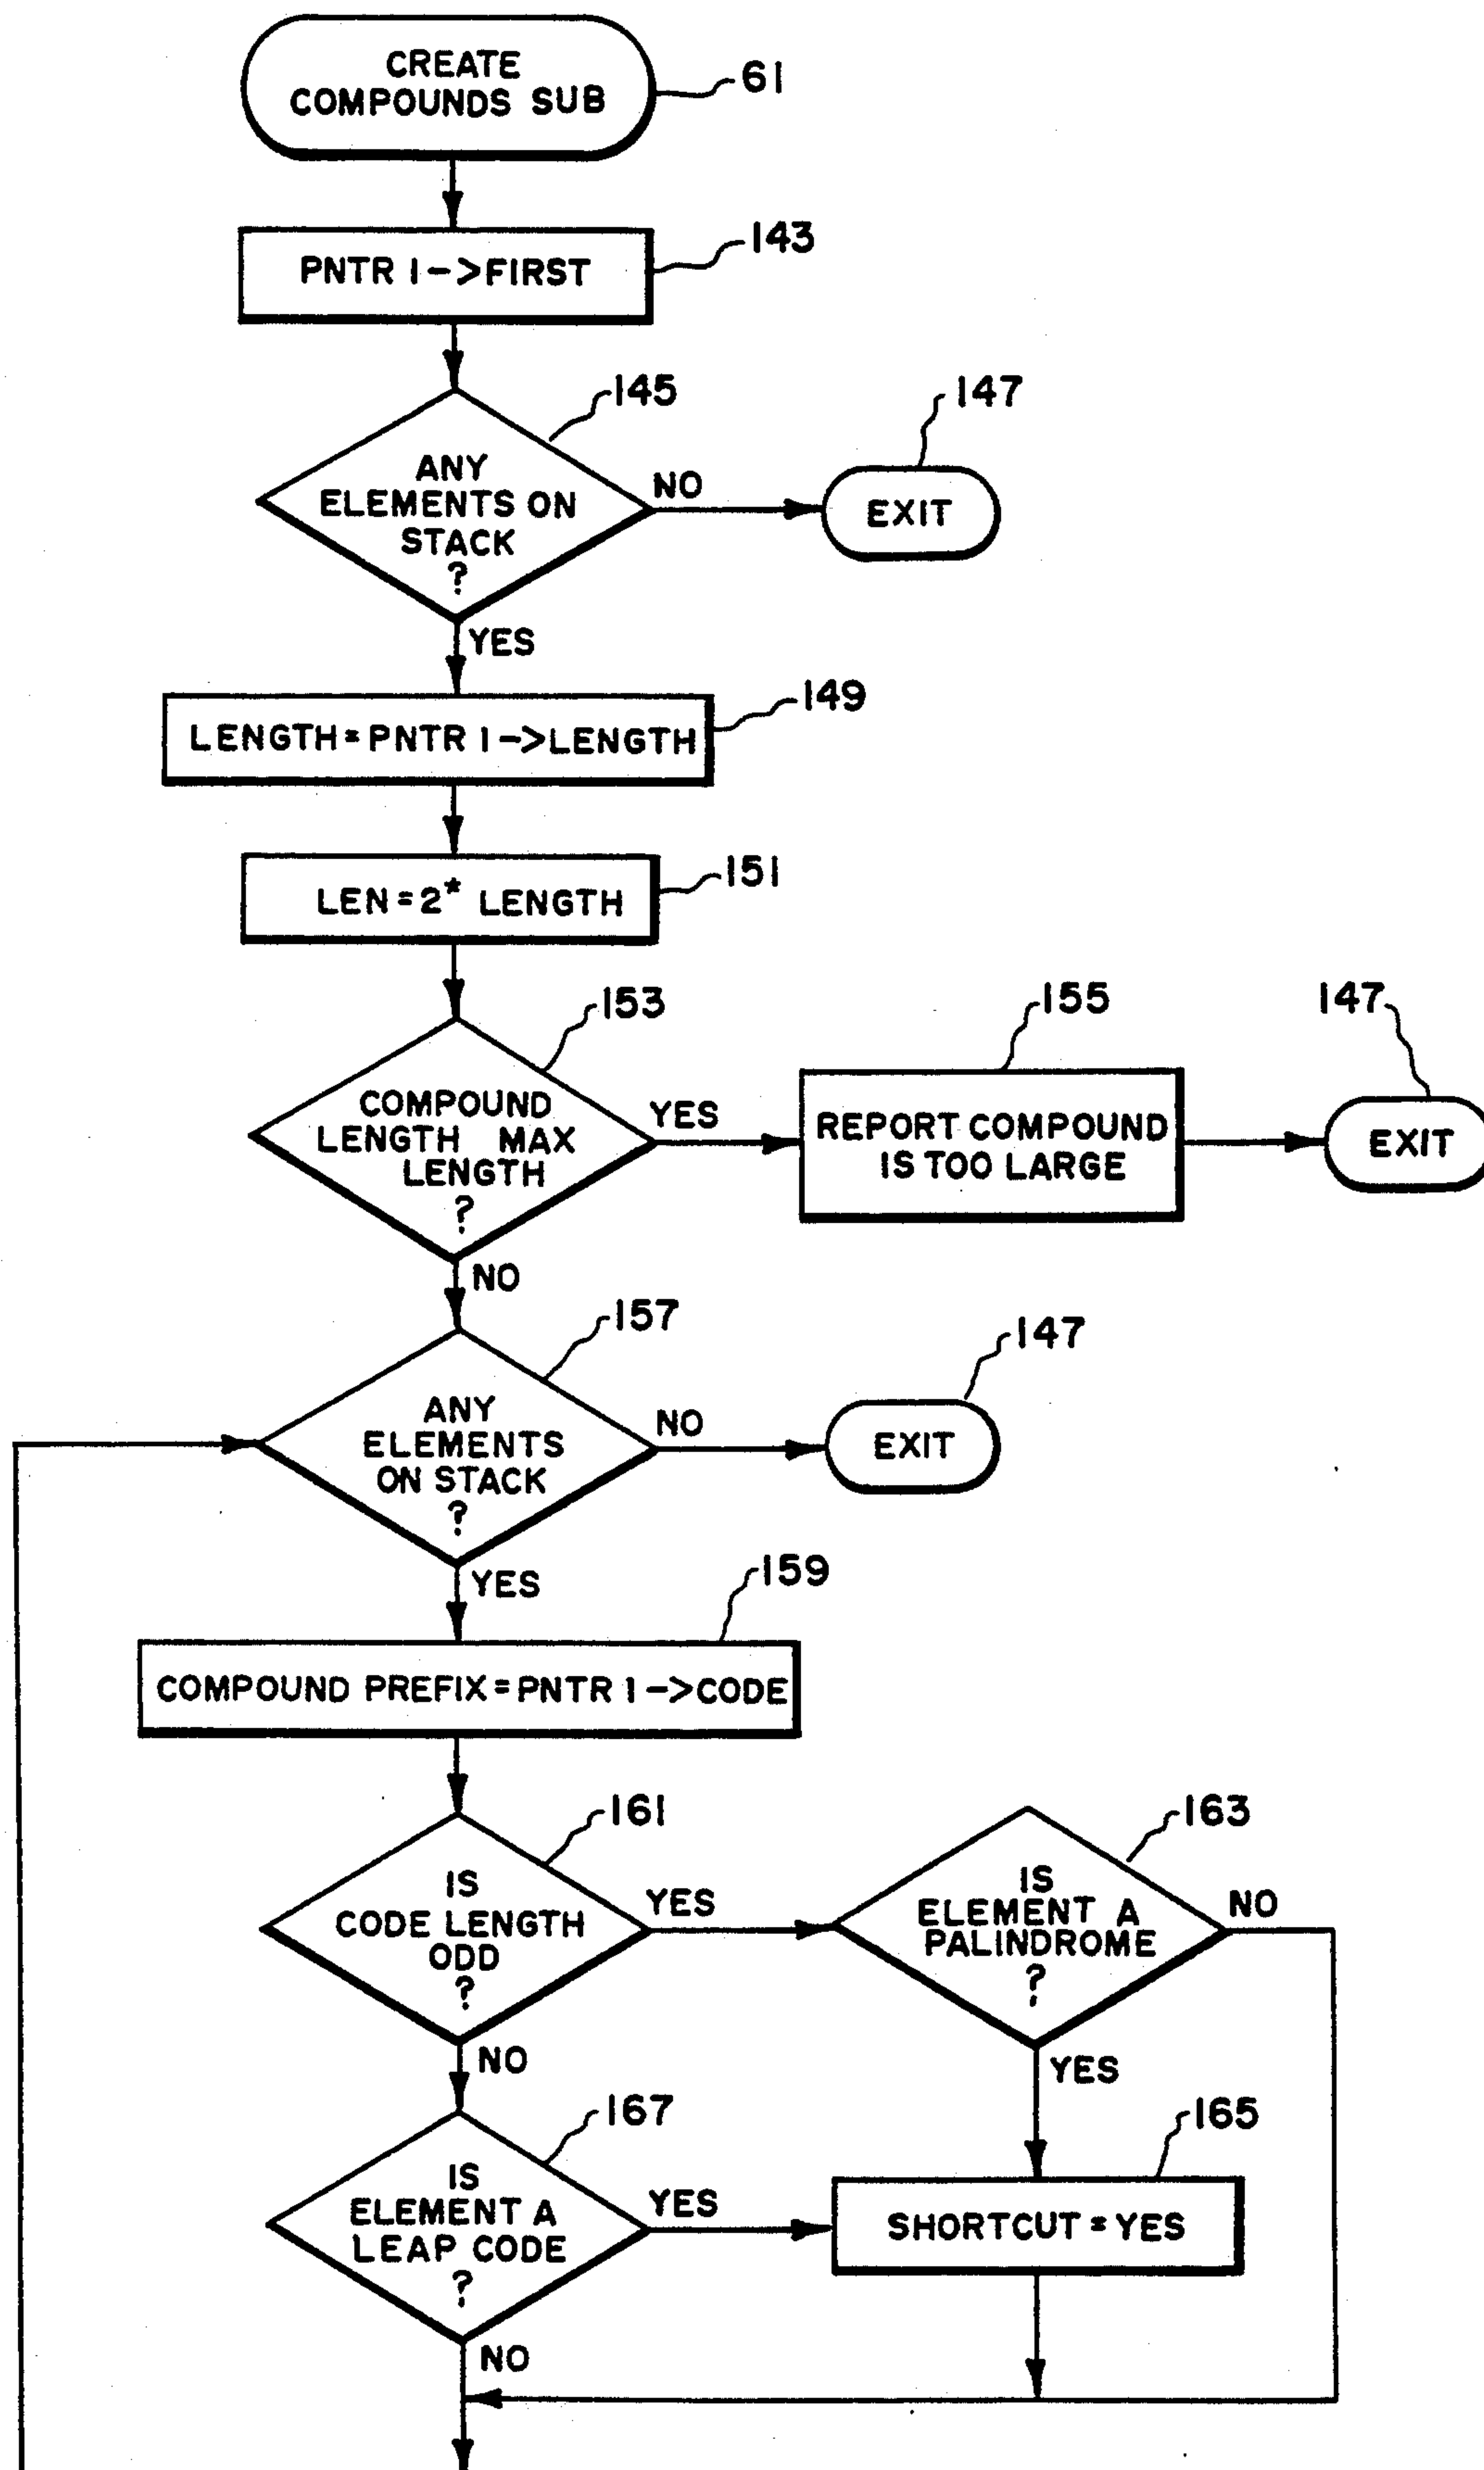 CREATE
COMPOUNDS SUB
61
PNTR 1->FIRST
143
ANY
ELEMENTS ON
STACK
?
145
NO
EXIT
147
YES
LENGTH=PNTR 1->LENGTH
149
LEN=2* LENGTH
151
COMPOUND
LENGTH MAX
LENGTH
?
153
YES
REPORT COMPOUND
IS TOO LARGE
155
EXIT
147
NO
ANY
ELEMENTS
ON STACK
?
157
NO
EXIT
147
YES
COMPOUND PREFIX=PNTR 1->CODE
159
IS
CODE LENGTH
ODD
?
161
YES
IS
ELEMENT A
PALINDROME
?
163
NO
NO
YES
IS
ELEMENT A
LEAP CODE
?
167
YES
SHORTCUT=YES
165
NO